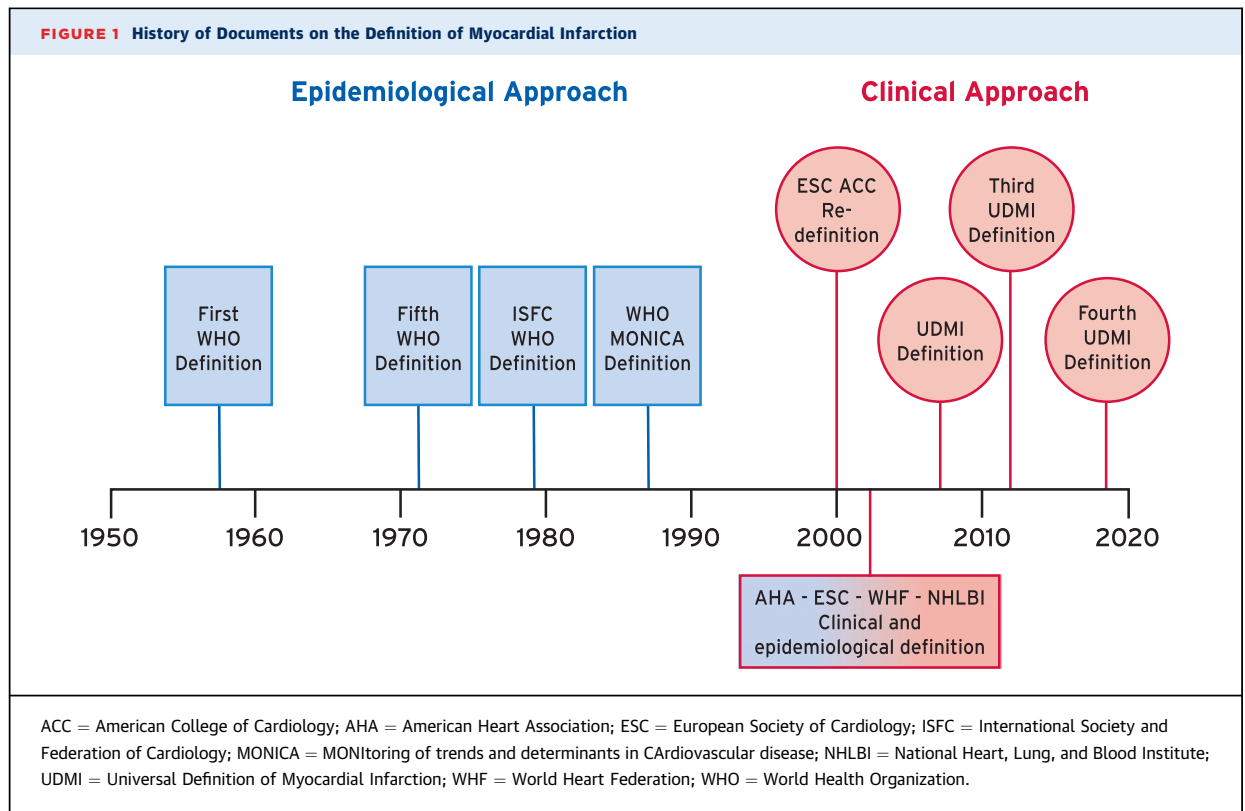 FIGURE 1 History of Documents on the Definition of Myocardial Infarction
Epidemiological Approach
Clinical Approach
First
WHO
Definition
Fifth
WHO
Definition
ISFC
WHO
Definition
WHO
MONICA
Definition
ESC ACC
Re-
definition
UDMI
Definition
Third
UDMI
Definition
Fourth
UDMI
Definition
1950
1960
1970
1980
1990
2000
2010
2020
AHA - ESC - WHF - NHLBI
Clinical and
epidemiological definition
ACC = American College of Cardiology; AHA = American Heart Association; ESC = European Society of Cardiology; ISFC = International Society and
Federation of Cardiology; MONICA = MONItoring of trends and determinants in CArdiovascular disease; NHLBI = National Heart, Lung, and Blood Institute;
UDMI = Universal Definition of Myocardial Infarction; WHF = World Heart Federation; WHO = World Health Organization.